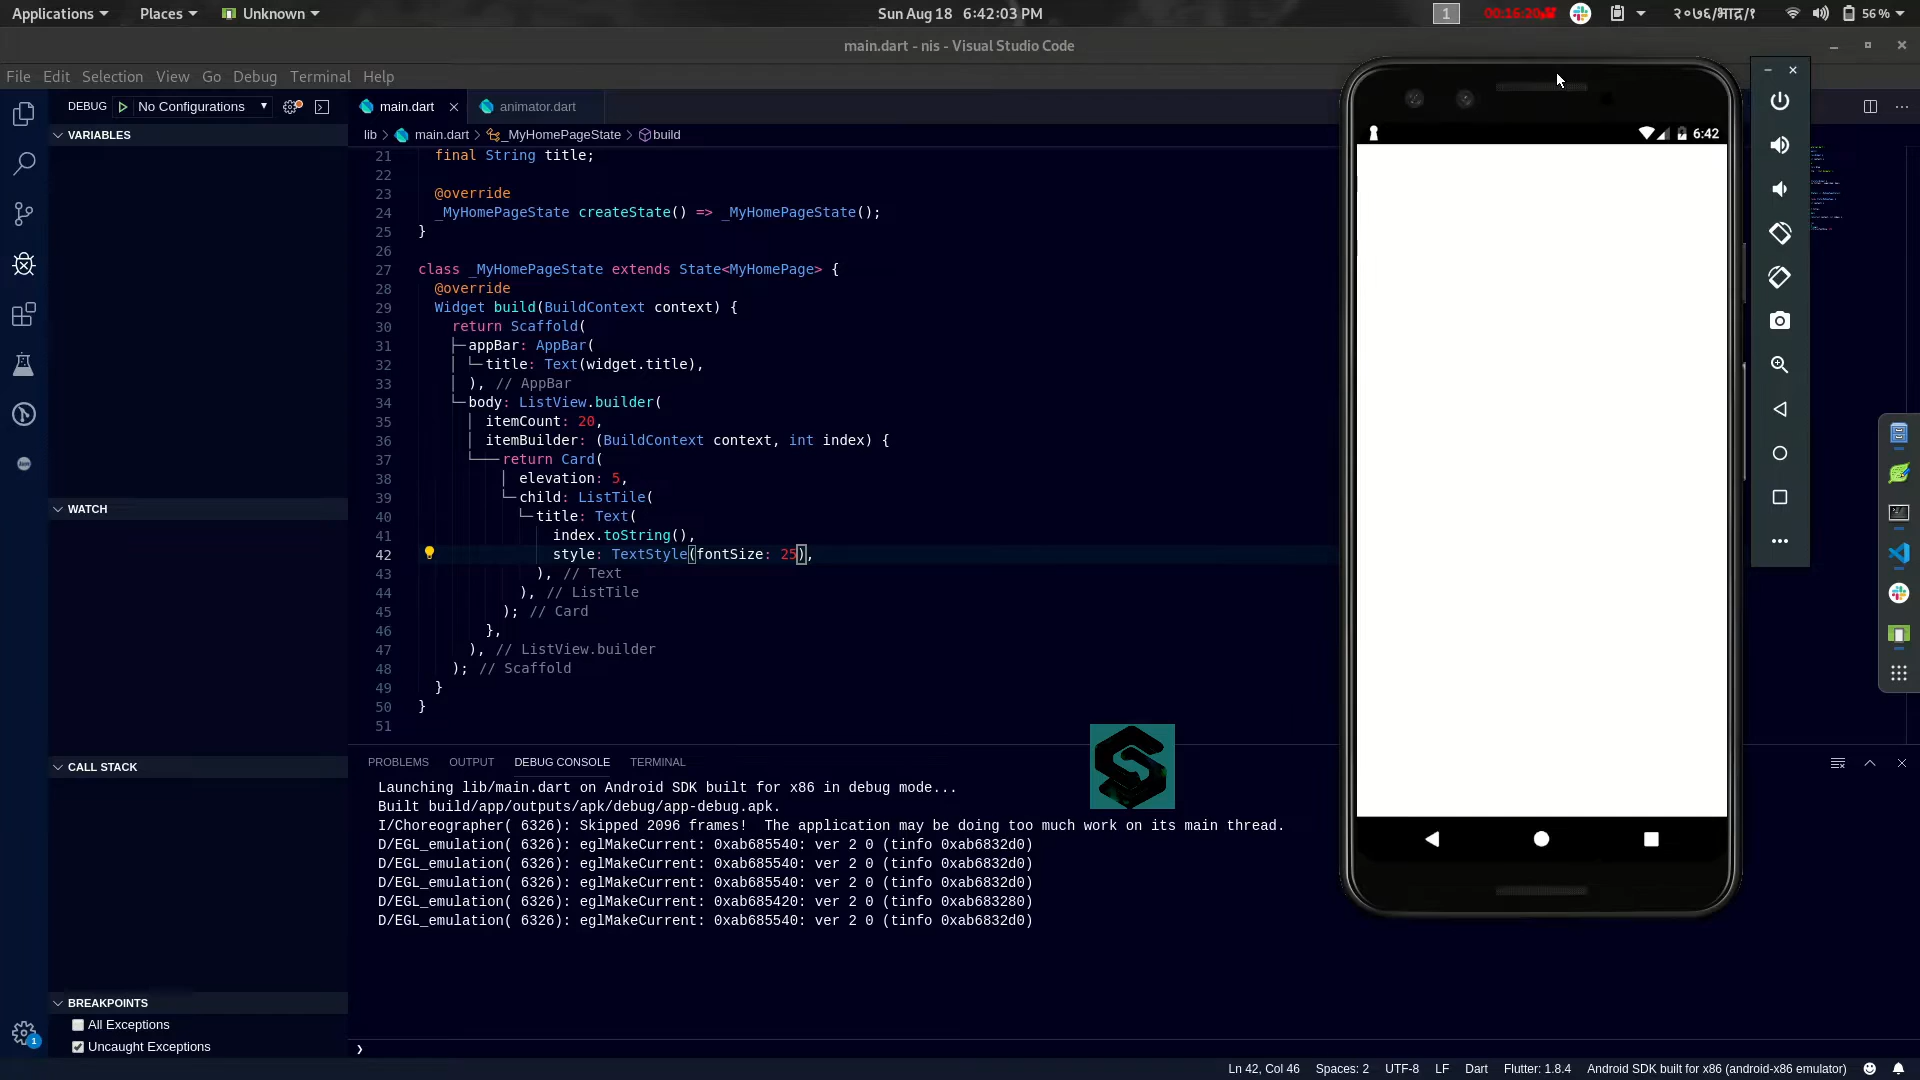 Applications Places Unknown Sun Aug 18 6:42:03 PM 1 00:16:20 २०७६/भाद्र/१ 56 %
main.dart - nis - Visual Studio Code
File Edit Selection View Go Debug Terminal Help
DEBUG No Configurations main.dart animator.dart
lib main.dart _MyHomePageState build
6:42
VARIABLES
21 final String title;
22
23 @override
24 _MyHomePageState createState() => _MyHomePageState();
25 }
26
27 class _MyHomePageState extends State<MyHomePage> {
28 @override
29 Widget build(BuildContext context) {
30 return Scaffold(
31 appBar: AppBar(
32 title: Text(widget.title),
33 ), // AppBar
34 body: ListView.builder(
35 itemCount: 20,
36 itemBuilder: (BuildContext context, int index) {
37 return Card(
38 elevation: 5,
39 child: ListTile(
40 title: Text(
41 index.toString(),
42 style: TextStyle(fontSize: 25),
43 ), // Text
44 ), // ListTile
45 ); // Card
46 },
47 ), // ListView.builder
48 ); // Scaffold
49 }
50 }
51
WATCH
CALL STACK
PROBLEMS OUTPUT DEBUG CONSOLE TERMINAL
Launching lib/main.dart on Android SDK built for x86 in debug mode...
Built build/app/outputs/apk/debug/app-debug.apk.
I/Choreographer( 6326): Skipped 2096 frames! The application may be doing too much work on its main thread.
D/EGL_emulation( 6326): eglMakeCurrent: 0xab685540: ver 2 0 (tinfo 0xab6832d0)
D/EGL_emulation( 6326): eglMakeCurrent: 0xab685540: ver 2 0 (tinfo 0xab6832d0)
D/EGL_emulation( 6326): eglMakeCurrent: 0xab685540: ver 2 0 (tinfo 0xab6832d0)
D/EGL_emulation( 6326): eglMakeCurrent: 0xab685420: ver 2 0 (tinfo 0xab683280)
D/EGL_emulation( 6326): eglMakeCurrent: 0xab685540: ver 2 0 (tinfo 0xab6832d0)
BREAKPOINTS
All Exceptions
Uncaught Exceptions
1
Ln 42, Col 46 Spaces: 2 UTF-8 LF Dart Flutter: 1.8.4 Android SDK built for x86 (android-x86 emulator)